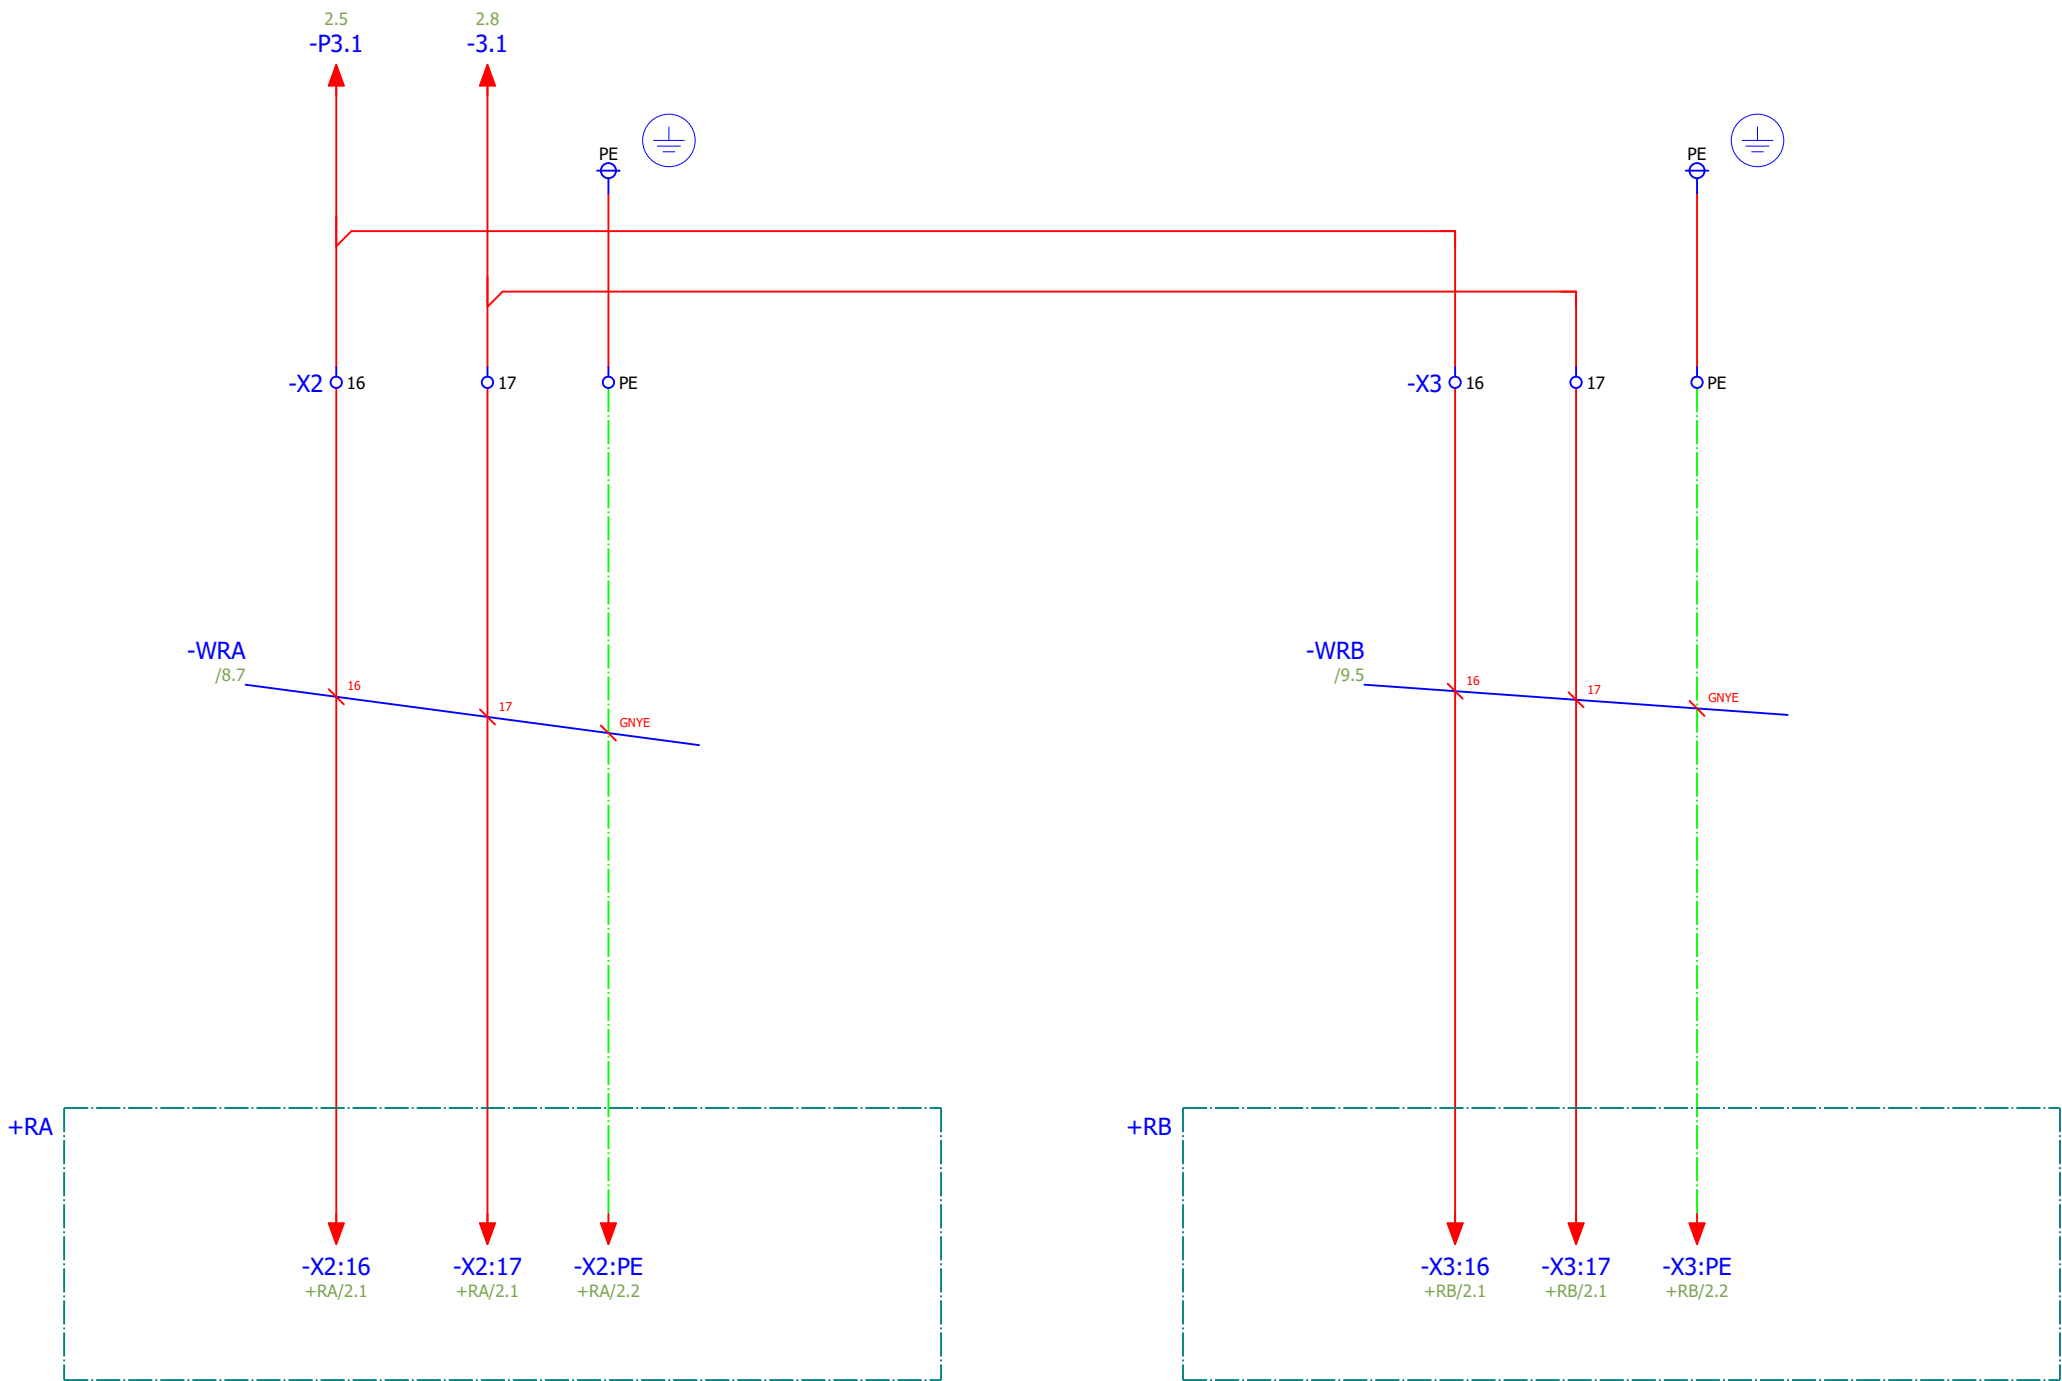 2.5
2.8
-P3.1
-3.1
PE
PE
-X2
16
17
PE
-X3
16
17
PE
-WRA
/8.7
16
17
GNYE
-WRB
/9.5
16
17
GNYE
+RA
+RB
-X2:16
-X2:17
-X2:PE
+RA/2.1
+RA/2.1
+RA/2.2
-X3:16
-X3:17
-X3:PE
+RB/2.1
+RB/2.1
+RB/2.2